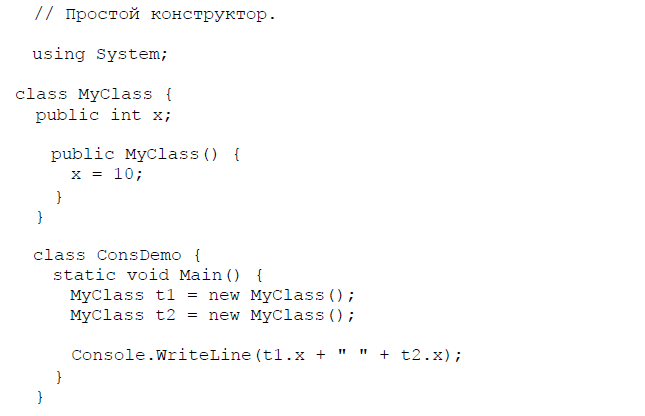 // Простой конструктор.
using System;
class MyClass {
public int x;
public MyClass() {
x = 10;
}
}
class ConsDemo {
static void Main() {
MyClass t1 = new MyClass();
MyClass t2 = new MyClass();
Console.WriteLine(t1.x + " " + t2.x);
}
}